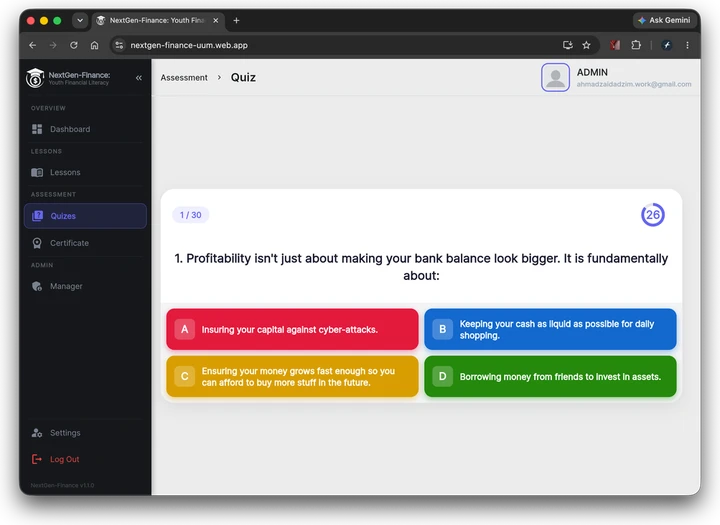 NextGen-Finance: Youth Fina
Ask Gemini
nextgen-finance-uum.web.app
NextGen-Finance:
Youth Financial Literacy
Assessment > Quiz
ADMIN
ahmadzaidadzim.work@gmail.com
OVERVIEW
Dashboard
LESSONS
Lessons
ASSESSMENT
Quizes
Certificate
ADMIN
Manager
Settings
Log Out
NextGen-Finance v1.1.0
1 / 30
26
1. Profitability isn't just about making your bank balance look bigger. It is fundamentally
about:
A Insuring your capital against cyber-attacks.
B Keeping your cash as liquid as possible for daily
shopping.
C Ensuring your money grows fast enough so you
can afford to buy more stuff in the future.
D Borrowing money from friends to invest in assets.